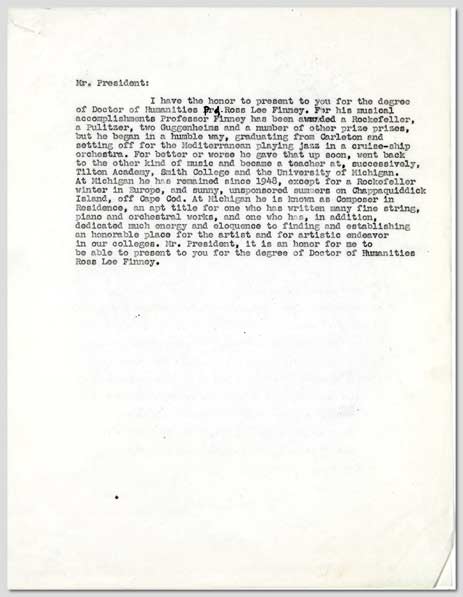 Mr. President:
I have the honor to present to you for the degree
of Doctor of Humanities Prof. Ross Lee Finney. For his musical
accomplishments Professor Finney has been awarded a Rockefeller,
a Pulitzer, two Guggenheims and a number of other prize prizes,
but he began in a humble way, graduating from Carleton and
setting off for the Mediterranean playing jazz in a cruise-ship
orchestra. For better or worse he gave that up soon, went back
to the other kind of music and became a teacher at, successively,
Tilton Academy, Smith College and the University of Michigan.
At Michigan he has remained since 1948, except for a Rockefeller
winter in Europe, and sunny, unsponsored summers on Chappaquiddick
Island, off Cape Cod. At Michigan he is known as Composer in
Residence, an apt title for one who has written many fine string,
piano and orchestral works, and one who has, in addition,
dedicated much energy and eloquence to finding and establishing
an honorable place for the artist and for artistic endeavor
in our colleges. Mr. President, it is an honor for me to
be able to present to you for the degree of Doctor of Humanities
Ross Lee Finney.